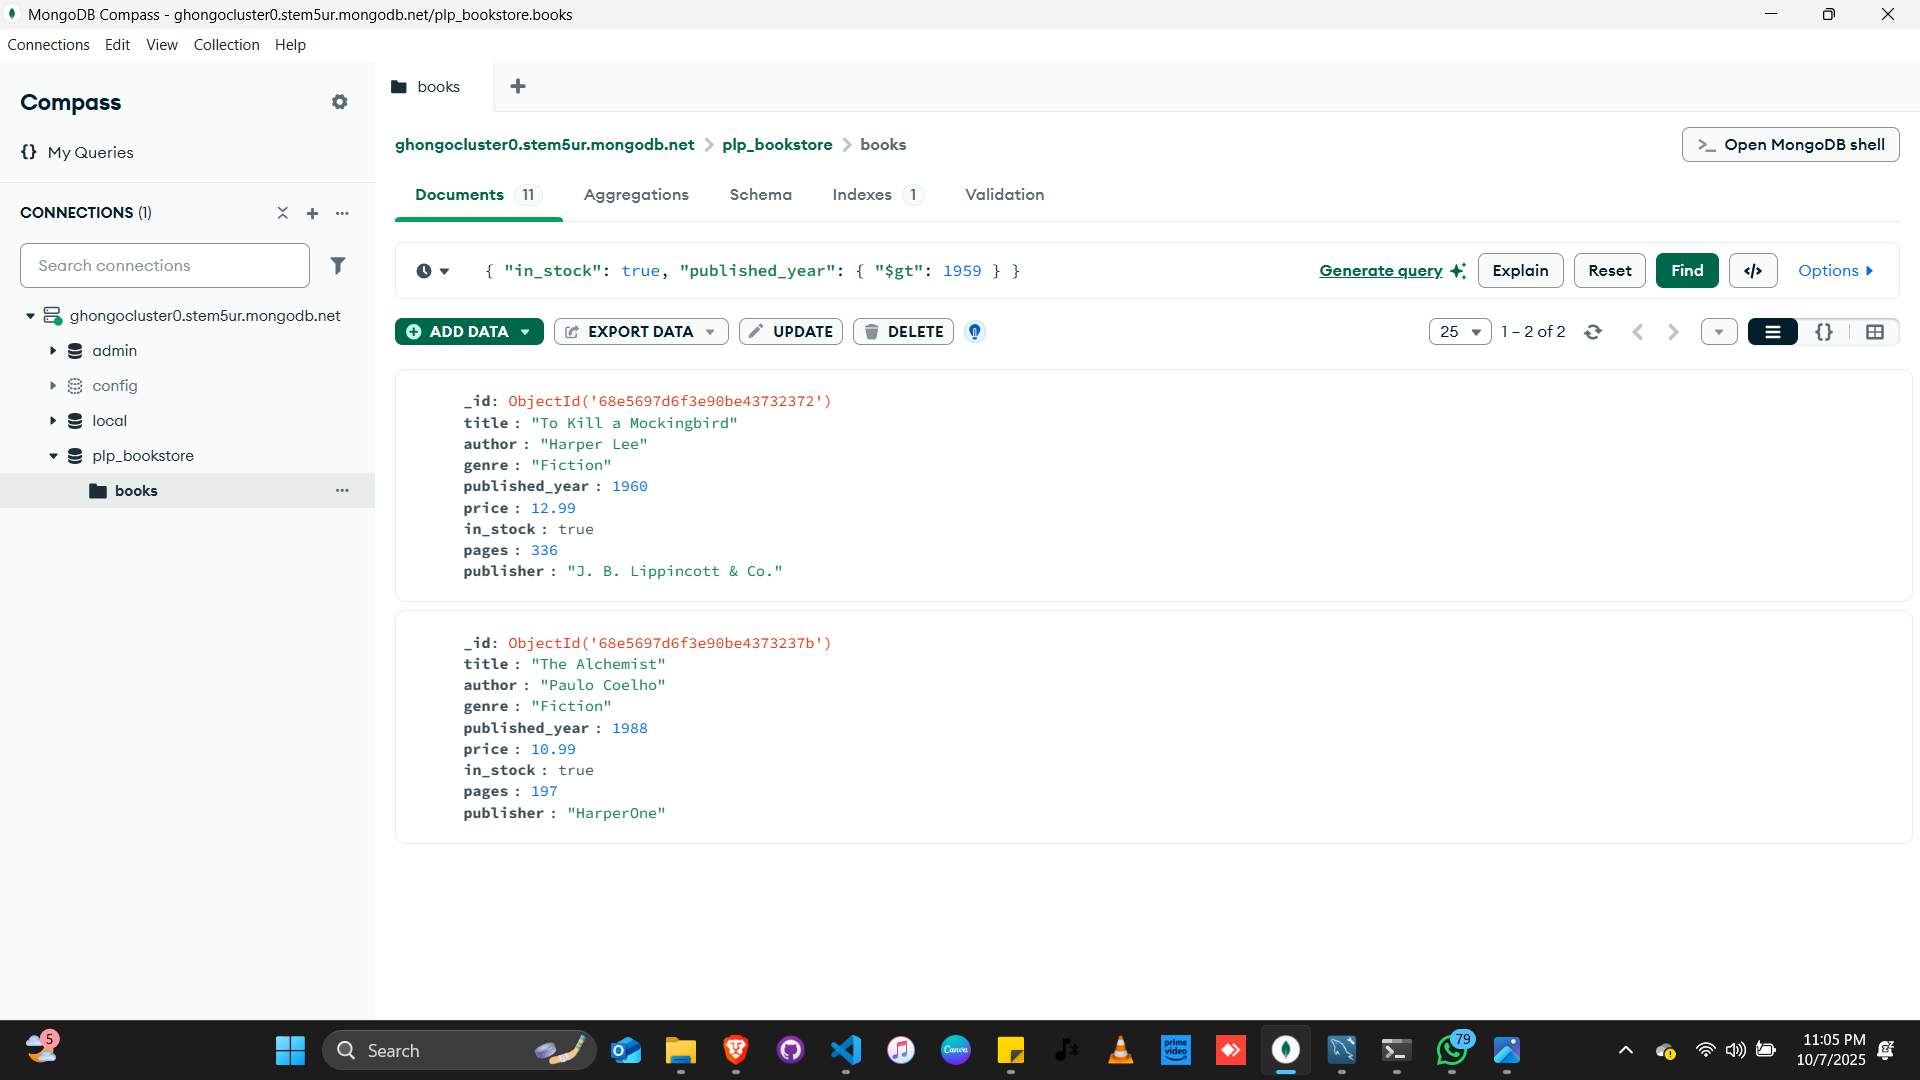 MongoDB Compass - ghongocluster0.stem5ur.mongodb.net/plp_bookstore.books
Connections Edit View Collection Help
Compass
{} My Queries
CONNECTIONS (1)
Search connections
ghongocluster0.stem5ur.mongodb.net
admin
config
local
plp_bookstore
books
books
ghongocluster0.stem5ur.mongodb.net > plp_bookstore > books
>_ Open MongoDB shell
Documents 11 Aggregations Schema Indexes 1 Validation
{ "in_stock": true, "published_year": { "$gt": 1959 } }
Generate query Explain Reset Find </> Options
ADD DATA EXPORT DATA UPDATE DELETE
25 1 – 2 of 2 {}
_id: ObjectId('68e5697d6f3e90be43732372')
title : "To Kill a Mockingbird"
author : "Harper Lee"
genre : "Fiction"
published_year : 1960
price : 12.99
in_stock : true
pages : 336
publisher : "J. B. Lippincott & Co."
_id: ObjectId('68e5697d6f3e90be4373237b')
title : "The Alchemist"
author : "Paulo Coelho"
genre : "Fiction"
published_year : 1988
price : 10.99
in_stock : true
pages : 197
publisher : "HarperOne"
5
Search
Canva
prime video
79
11:05 PM
10/7/2025